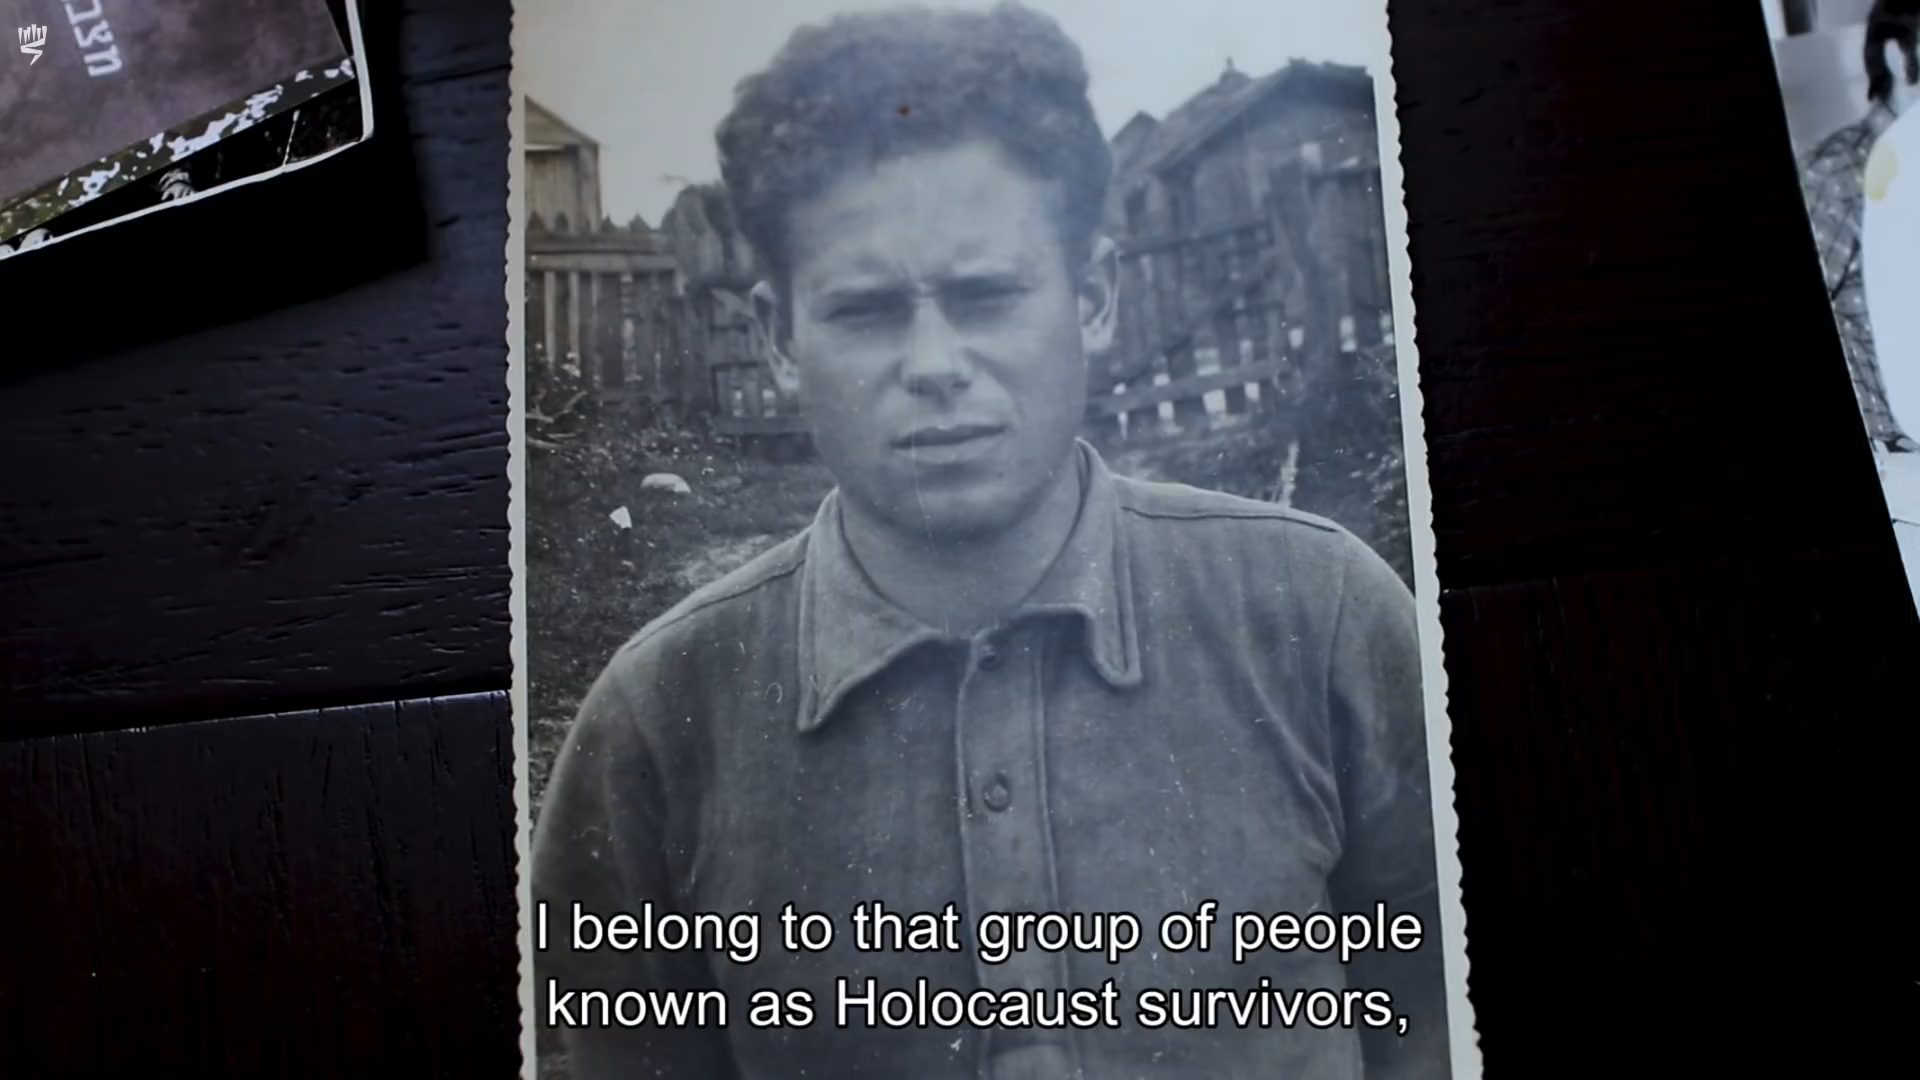 I belong to that group of people
known as Holocaust survivors,